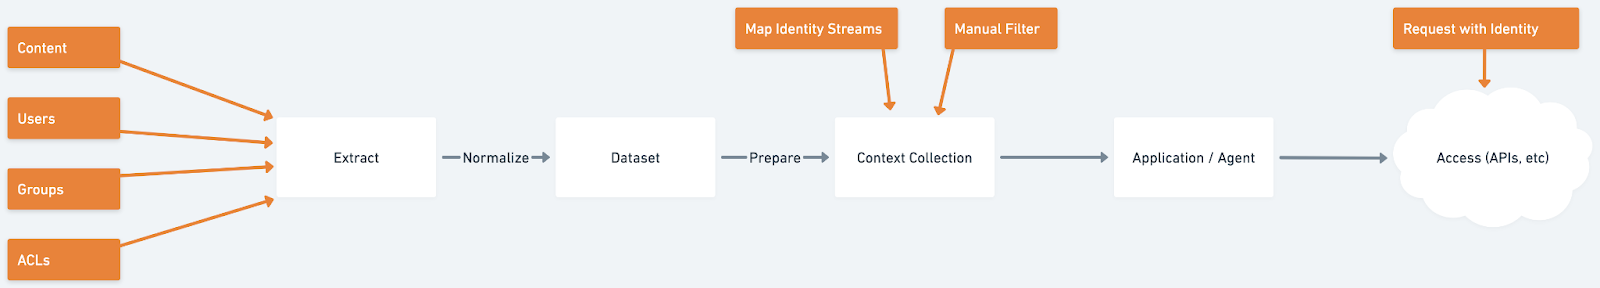 Content
Users
Groups
ACLs
Extract
Normalize
Dataset
Prepare
Map Identity Streams
Manual Filter
Context Collection
Application / Agent
Request with Identity
Access (APIs, etc)